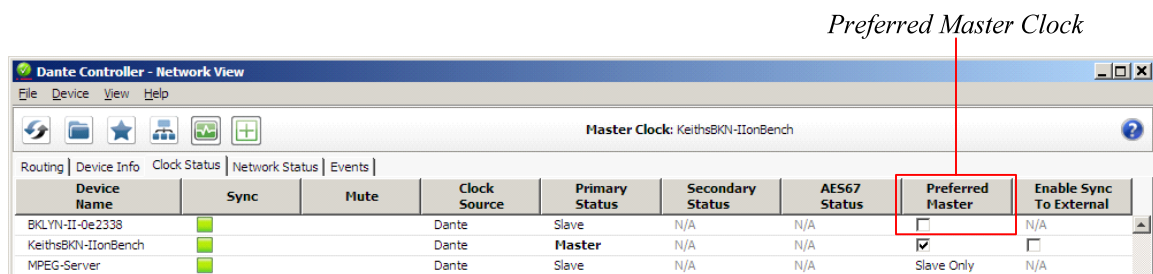 Preferred Master Clock
Dante Controller - Network View
File Device View Help
Master Clock: KeithsBKN-IIonBench
Routing Device Info Clock Status Network Status Events
Device Name Sync Mute Clock Source Primary Status Secondary Status AES67 Status Preferred Master Enable Sync To External
BKLYN-II-0e2338 Dante Slave N/A N/A N/A
KeithsBKN-IIonBench Dante Master N/A N/A
MPEG-Server Dante Slave N/A N/A Slave Only N/A